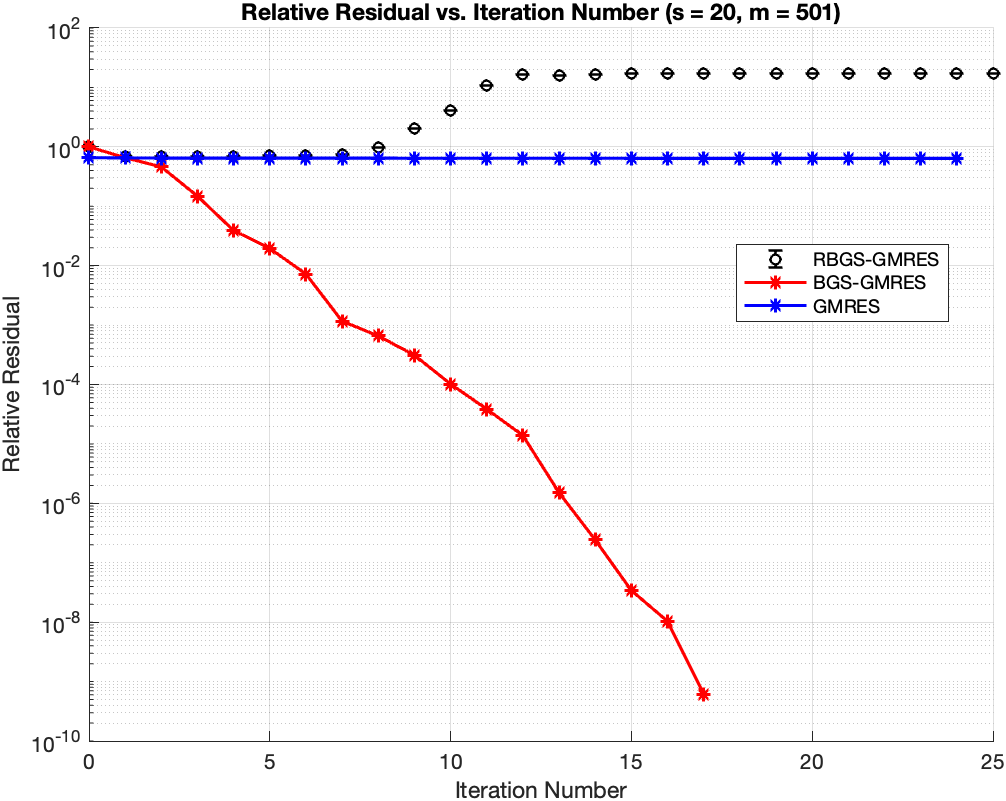 Relative Residual vs. Iteration Number (s = 20, m = 501)
10^2
10^0
10^-2
10^-4
10^-6
10^-8
10^-10
Relative Residual
RBGS-GMRES
BGS-GMRES
GMRES
0 5 10 15 20 25
Iteration Number